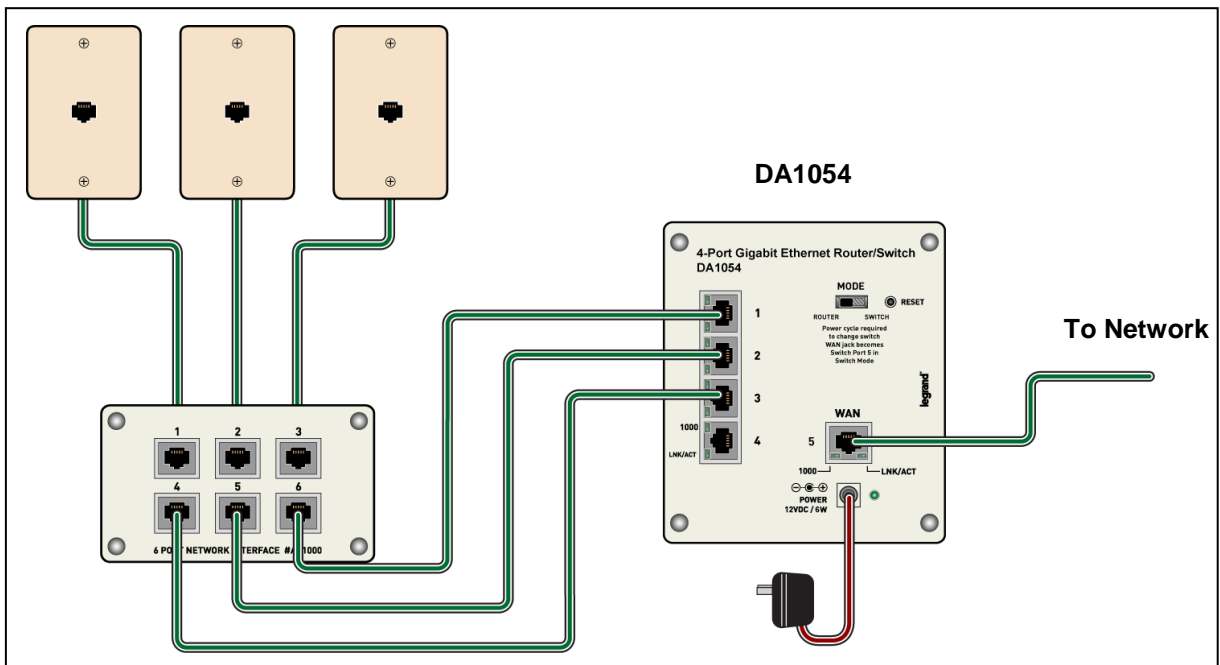 DA1054
4-Port Gigabit Ethernet Router/Switch
DA1054
MODE
RESET
ROUTER SWITCH
Power cycle required
to change switch
WAN jack becomes
Switch Port 5 in
Switch Mode
1
2
3
1000
4
LNK/ACT
legrand
WAN
5
1000 LNK/ACT
POWER
12VDC / 6W
To Network
1 2 3
4 5 6
6 PORT NETWORK